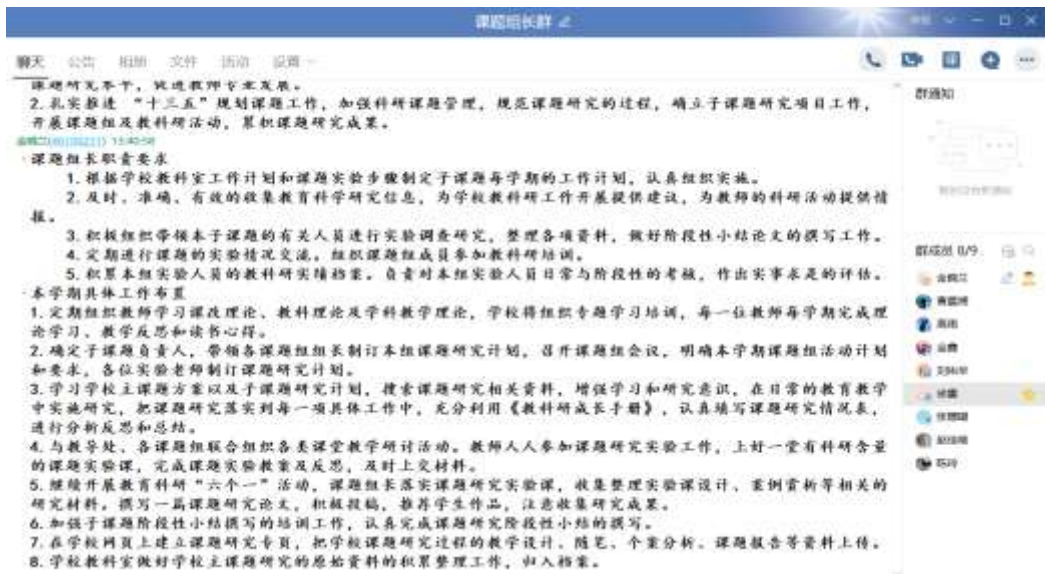 课题组长群
聊天 公告 相册 文件 活动 设置
课题研究水平，促进教师专业发展。
2.扎实推进 “十三五”规划课题工作，加强科研课题管理，规范课题研究的过程，确立子课题研究项目工作，
开展课题组及教科研活动，累积课题研究成果。
·课题组长职责要求
1.根据学校教科室工作计划和课题实验步骤制定子课题每学期的工作计划，认真组织实施。
2.及时、准确、有效的收集教育科学研究信息，为学校教科研工作开展提供建议，为教师的科研活动提供情
报。
3.积极组织带领本子课题的有关人员进行实验调查研究，整理各项资料，做好阶段性小结论文的撰写工作。
4.定期进行课题的实验情况交流，组织课题组成员参加教科研培训。
5.积累本组实验人员的教科研实绩档案。负责对本组实验人员日常与阶段性的考核，作出实事求是的评估。
·本学期具体工作布置
1.定期组织教师学习课改理论、教科理论及学科教学理论，学校将组织专题学习培训，每一位教师每学期完成理
论学习、教学反思和读书心得。
2.确定子课题负责人，带领各课题组组长制订本组课题研究计划，召开课题组会议，明确本学期课题组活动计划
和要求，各位实验老师制订课题研究计划。
3.学习学校主课题方案以及子课题研究计划，搜索课题研究相关资料，增强学习和研究意识，在日常的教育教学
中实施研究，把课题研究落实到每一项具体工作中，充分利用《教科研成长手册》，认真填写课题研究情况表，
进行分析反思和总结。
4.与教导处、各课题组联合组织各类课堂教学研讨活动。教师人人参加课题研究实验工作，上好一堂有科研含量
的课题实验课，完成课题实验教案及反思，及时上交材料。
5.继续开展教育科研“六个一”活动，课题组长落实课题研究实验课，收集整理实验课设计、案例赏析等相关的
研究材料。撰写一篇课题研究论文，积极投稿，推荐学生作品，注意收集研究成果。
6.加强子课题阶段性小结撰写的培训工作，认真完成课题研究阶段性小结的撰写。
7.在学校网页上建立课题研究专页，把学校课题研究过程的教学设计、随笔、个案分析、课题报告等资料上传。
8.学校教科室做好学校主课题研究的原始资料的积累整理工作，归入档案。
群通知
群成员 0/9